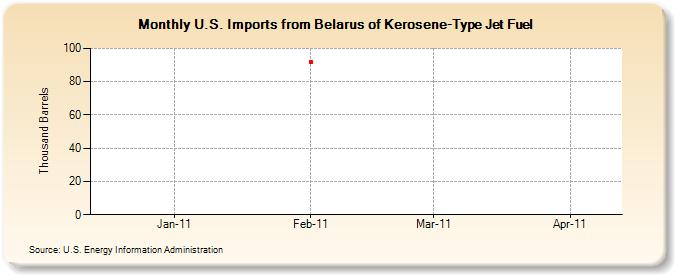 Monthly U.S. Imports from Belarus of Kerosene-Type Jet Fuel
Thousand Barrels
100
80
60
40
20
0
Jan-11 Feb-11 Mar-11 Apr-11
Source: U.S. Energy Information Administration